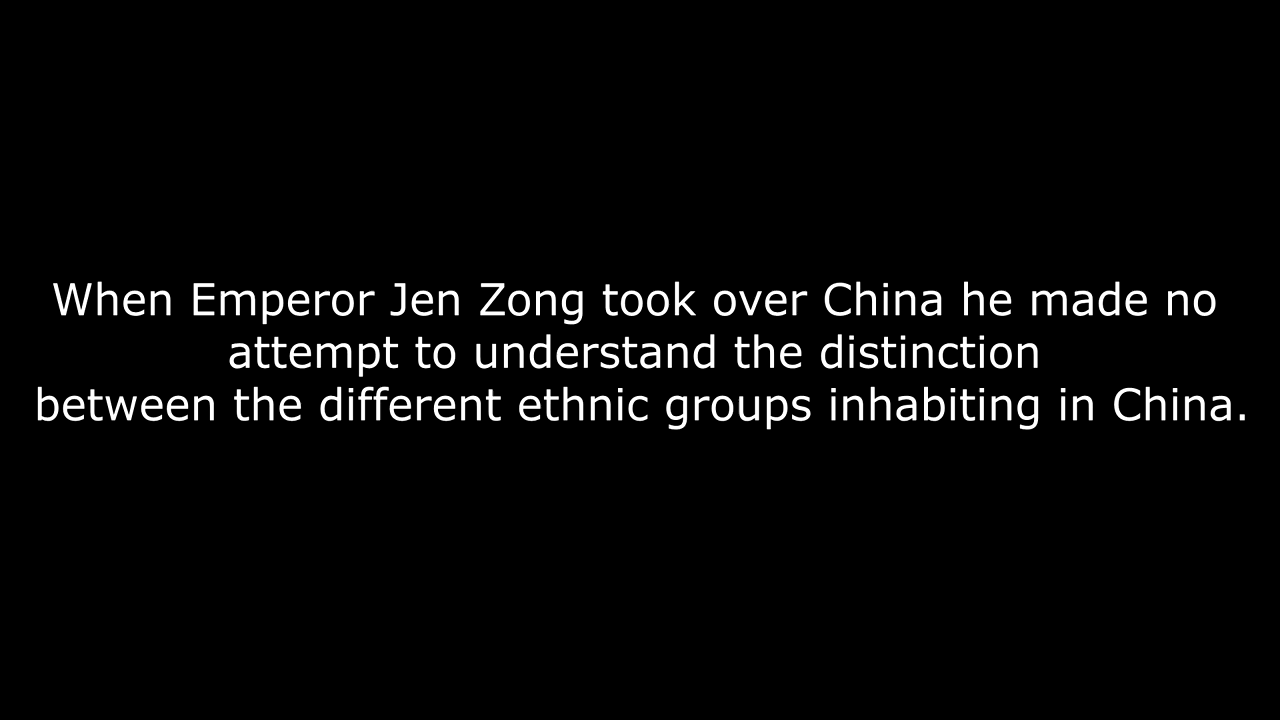 When Emperor Jen Zong took over China he made no
attempt to understand the distinction
between the different ethnic groups inhabiting in China.